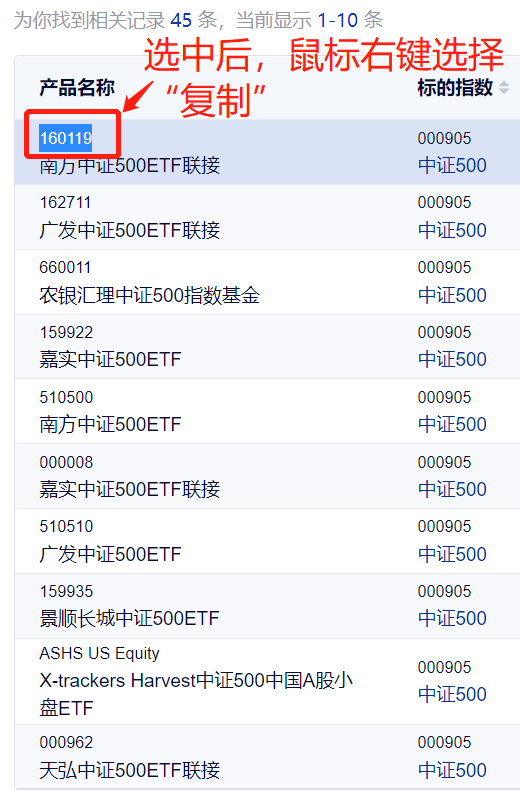 为你找到相关记录 45 条，当前显示 1-10 条
选中后，鼠标右键选择
“复制”
产品名称 标的指数
160119 000905
南方中证500ETF联接 中证500
162711 000905
广发中证500ETF联接 中证500
660011 000905
农银汇理中证500指数基金 中证500
159922 000905
嘉实中证500ETF 中证500
510500 000905
南方中证500ETF 中证500
000008 000905
嘉实中证500ETF联接 中证500
510510 000905
广发中证500ETF 中证500
159935 000905
景顺长城中证500ETF 中证500
ASHS US Equity 000905
X-trackers Harvest中证500中国A股小 中证500
盘ETF
000962 000905
天弘中证500ETF联接 中证500